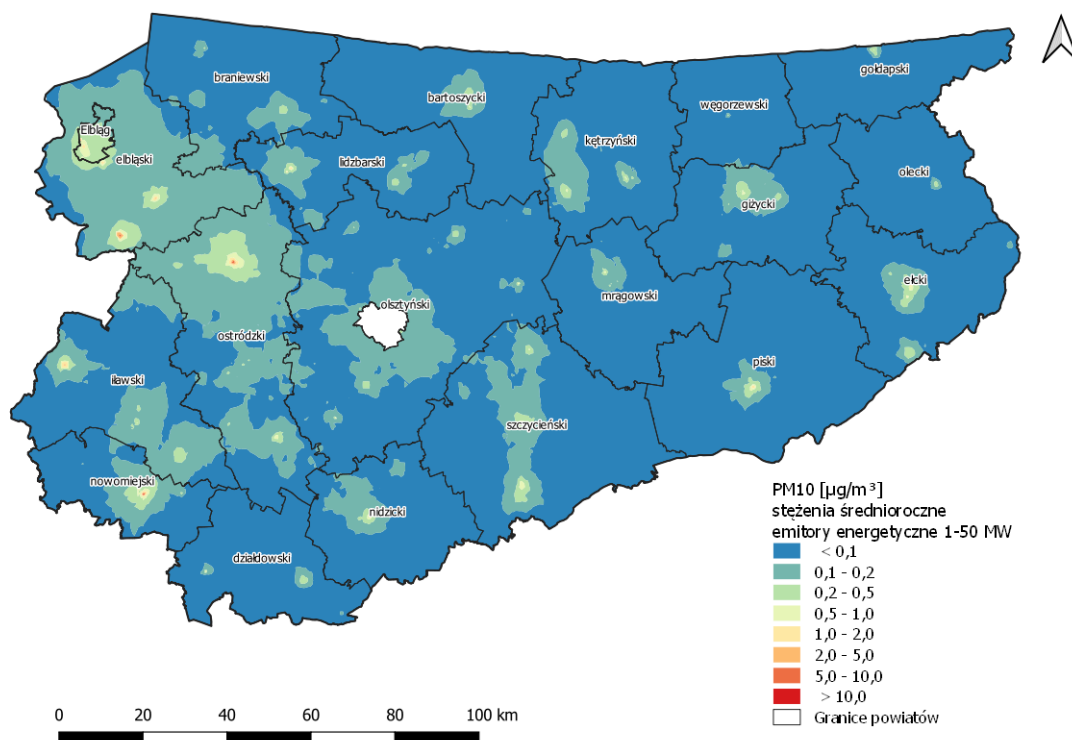 gołdapski
braniewski
bartoszycki
węgorzewski
Elbląg
kętrzyński
elbląski
lidzbarski
olecki
giżycki
ełcki
mrągowski
olsztyński
ostródzki
piski
iławski
szczycieński
nowomiejski
nidzicki
działdowski
PM10 [µg/m³]
stężenia średnioroczne
emitory energetyczne 1-50 MW
< 0,1
0,1 - 0,2
0,2 - 0,5
0,5 - 1,0
1,0 - 2,0
2,0 - 5,0
5,0 - 10,0
> 10,0
Granice powiatów
0 20 40 60 80 100 km